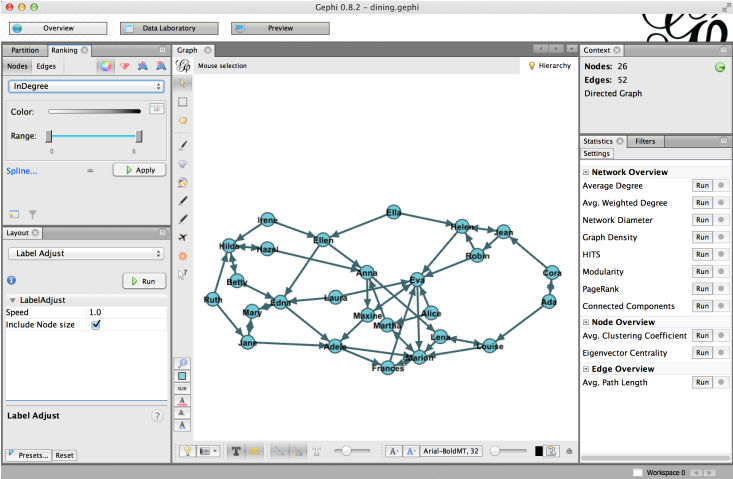 Gephi 0.8.2 – dining.gephi
Overview
Data Laboratory
Preview
Partition
Ranking
Nodes
Edges
InDegree
Color:
Range:
0
6
Spline...
Apply
Layout
Label Adjust
Run
LabelAdjust
Speed
1.0
Include Node size
Label Adjust
Presets...
Reset
Graph
Mouse selection
Hierarchy
Irene
Ella
Ellen
Helen
Jean
Hilda
Hazel
Robin
Anna
Cora
Betty
Eva
Ruth
Laura
Edna
Ada
Mary
Maxine
Alice
Martha
Jane
Adele
Lena
Louise
Marion
Frances
SIZE
Arial-BoldMT, 32
Context
Nodes: 26
Edges: 52
Directed Graph
Statistics
Filters
Settings
Network Overview
Average Degree Run
Avg. Weighted Degree Run
Network Diameter Run
Graph Density Run
HITS Run
Modularity Run
PageRank Run
Connected Components Run
Node Overview
Avg. Clustering Coefficient Run
Eigenvector Centrality Run
Edge Overview
Avg. Path Length Run
Workspace 0